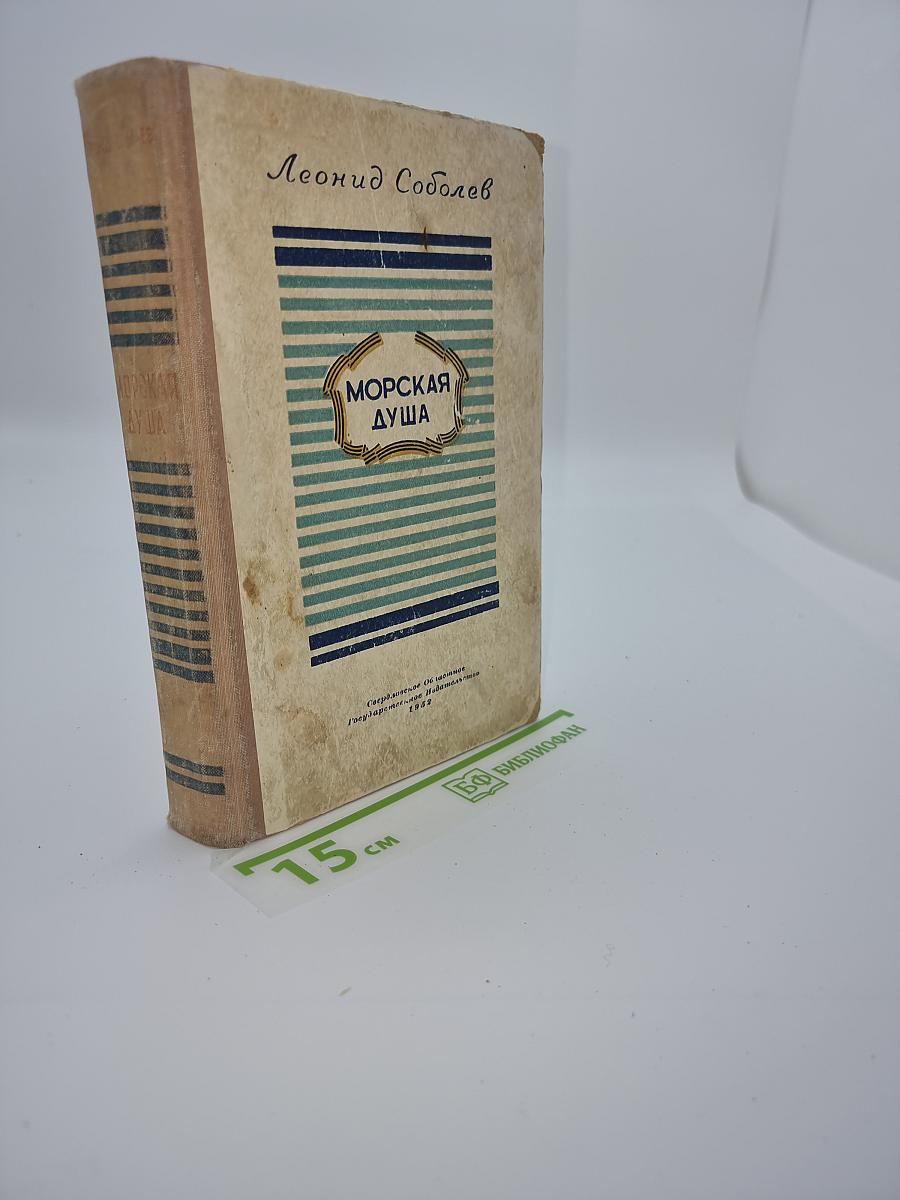 Леонид Соболев
МОРСКАЯ
ДУША
Свердловское Областное
Государственное Издательство
1952
МОРСКАЯ
ДУША
15 см
БФ БИБЛИОФАН